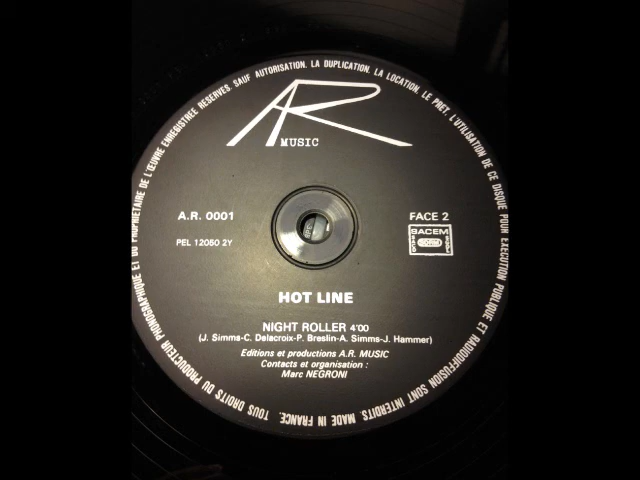 TOUS DROITS DU PRODUCTEUR PHONOGRAPHIQUE ET DU PROPRIETAIRE DE L'ŒUVRE ENREGISTREE RESERVES. SAUF AUTORISATION, LA DUPLICATION, LA LOCATION, LE PRET, L'UTILISATION DE CE DISQUE POUR EXECUTION PUBLIQUE ET RADIODIFFUSION SONT INTERDITS. MADE IN FRANCE.
AR
MUSIC
A.R. 0001
FACE 2
PEL 12050 2Y
SACEM
SDRM
HOT LINE
NIGHT ROLLER 4'00
(J. Simms-C. Delacroix-P. Breslin-A. Simms-J. Hammer)
Editions et productions A.R. MUSIC
Contacts et organisation :
Marc NEGRONI